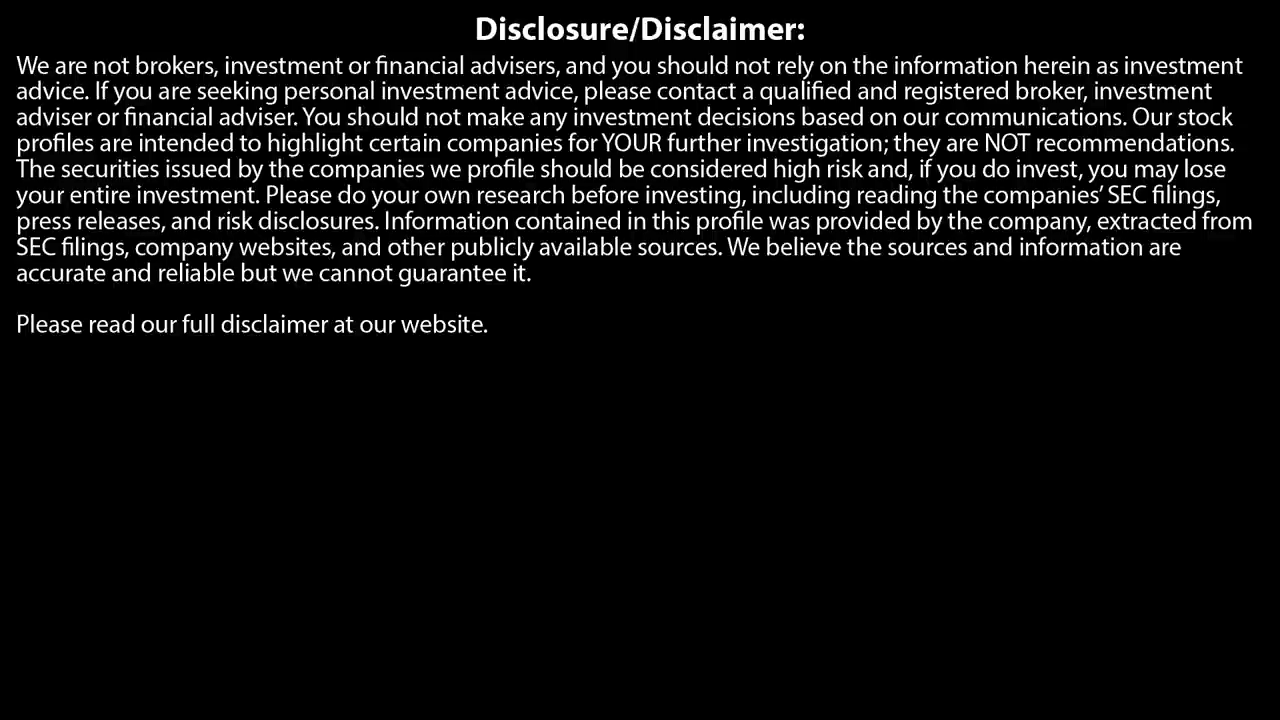 Disclosure/Disclaimer:
We are not brokers, investment or financial advisers, and you should not rely on the information herein as investment
advice. If you are seeking personal investment advice, please contact a qualified and registered broker, investment
adviser or financial adviser. You should not make any investment decisions based on our communications. Our stock
profiles are intended to highlight certain companies for YOUR further investigation; they are NOT recommendations.
The securities issued by the companies we profile should be considered high risk and, if you do invest, you may lose
your entire investment. Please do your own research before investing, including reading the companies’ SEC filings,
press releases, and risk disclosures. Information contained in this profile was provided by the company, extracted from
SEC filings, company websites, and other publicly available sources. We believe the sources and information are
accurate and reliable but we cannot guarantee it.
Please read our full disclaimer at our website.